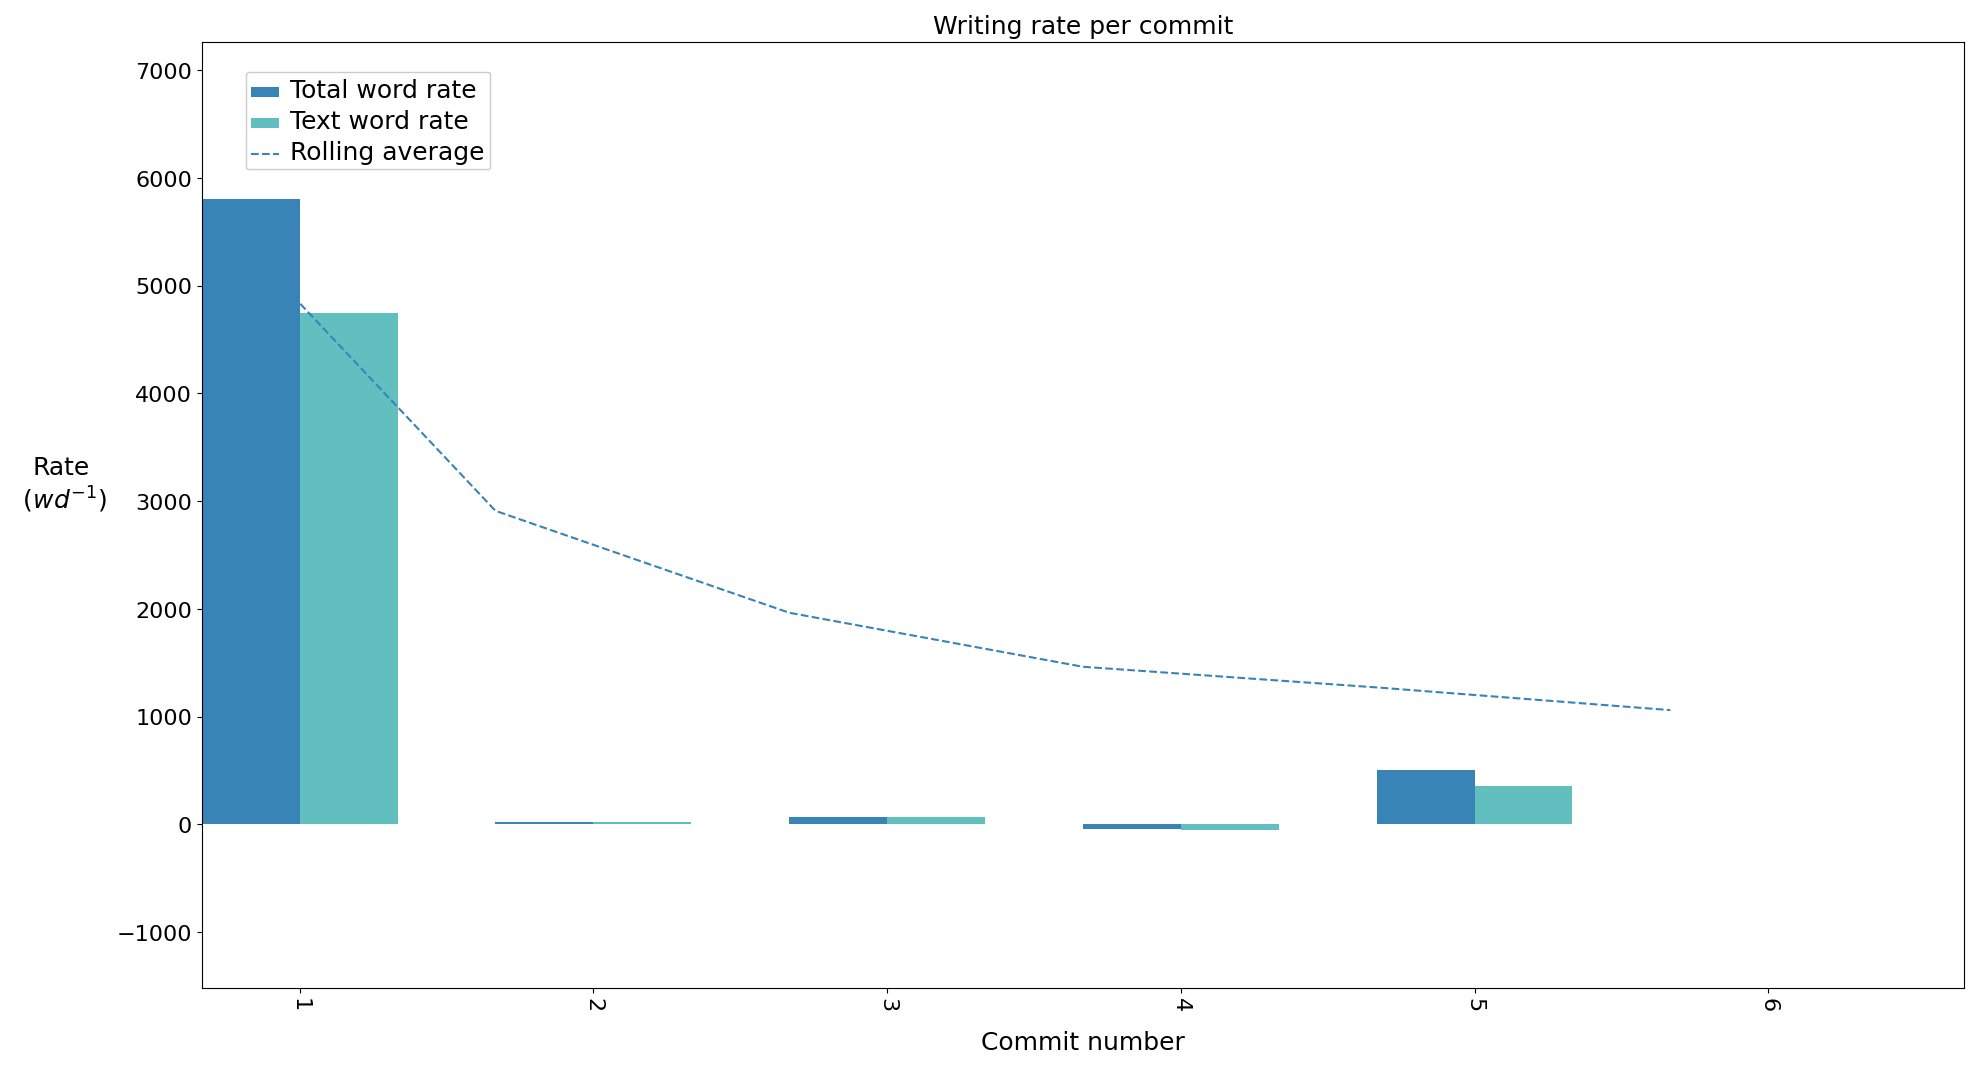 Writing rate per commit
7000
6000
5000
4000
3000
2000
1000
0
−1000
Total word rate
Text word rate
Rolling average
Rate
(wd⁻¹)
1 2 3 4 5 6
Commit number